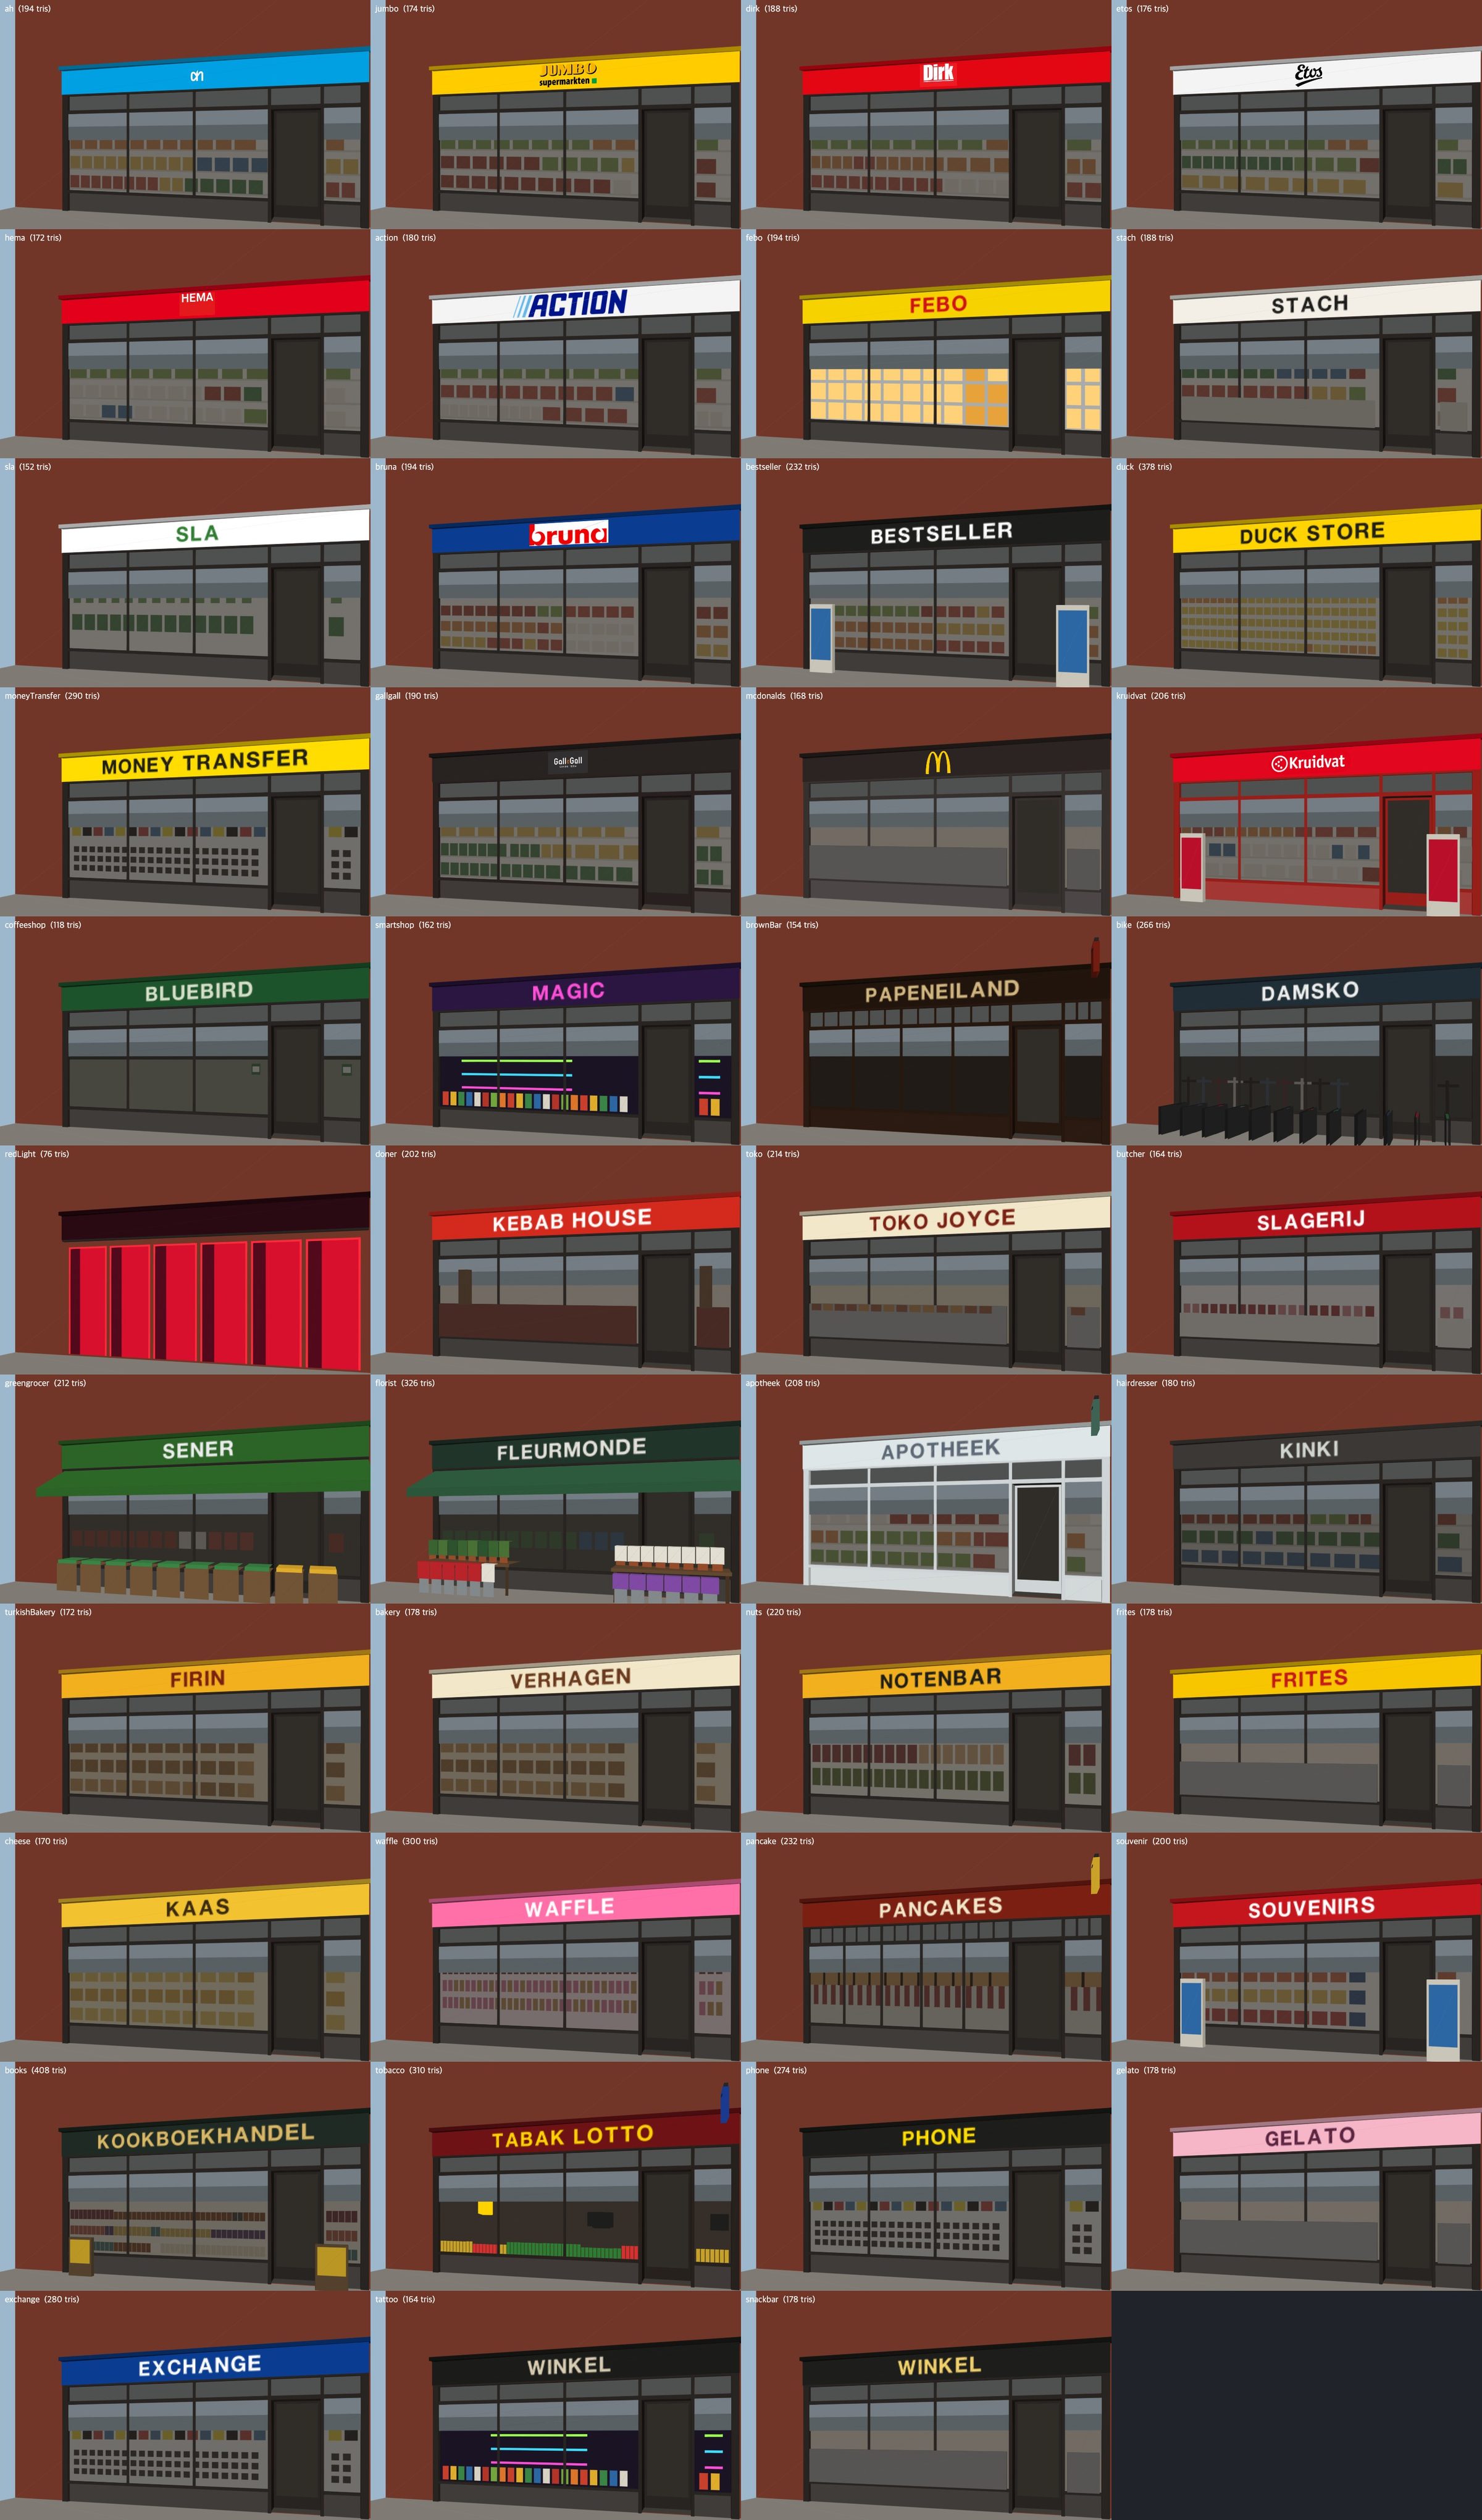 ah (194 tris)
jumbo (174 tris)
dirk (188 tris)
etos (176 tris)
ah
JUMBO
supermarkten
Dirk
Etos
hema (172 tris)
action (180 tris)
febo (194 tris)
stach (188 tris)
HEMA
ACTION
FEBO
STACH
sla (152 tris)
bruna (194 tris)
bestseller (232 tris)
duck (378 tris)
SLA
bruna
BESTSELLER
DUCK STORE
moneyTransfer (290 tris)
gallgall (190 tris)
mcdonalds (168 tris)
kruidvat (206 tris)
MONEY TRANSFER
Gall&Gall
Kruidvat
coffeeshop (118 tris)
smartshop (162 tris)
brownBar (154 tris)
bike (266 tris)
BLUEBIRD
MAGIC
PAPENEILAND
DAMSKO
redLight (76 tris)
doner (202 tris)
toko (214 tris)
butcher (164 tris)
KEBAB HOUSE
TOKO JOYCE
SLAGERIJ
greengrocer (212 tris)
florist (326 tris)
apotheek (208 tris)
hairdresser (180 tris)
SENER
FLEURMONDE
APOTHEEK
KINKI
turkishBakery (172 tris)
bakery (178 tris)
nuts (220 tris)
frites (178 tris)
FIRIN
VERHAGEN
NOTENBAR
FRITES
cheese (170 tris)
waffle (300 tris)
pancake (232 tris)
souvenir (200 tris)
KAAS
WAFFLE
PANCAKES
SOUVENIRS
books (408 tris)
tobacco (310 tris)
phone (274 tris)
gelato (178 tris)
KOOKBOEKHANDEL
TABAK LOTTO
PHONE
GELATO
exchange (280 tris)
tattoo (164 tris)
snackbar (178 tris)
EXCHANGE
WINKEL
WINKEL